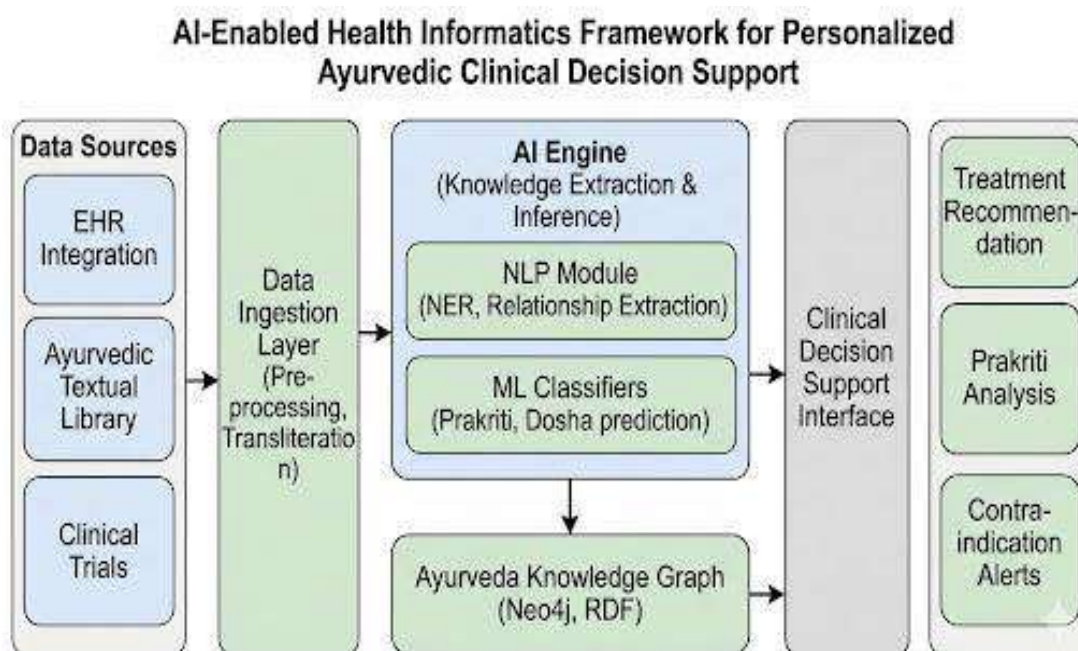 AI-Enabled Health Informatics Framework for Personalized
Ayurvedic Clinical Decision Support
Data Sources
EHR
Integration
Ayurvedic
Textual
Library
Clinical
Trials
Data
Ingestion
Layer
(Pre-
processing,
Transliteratio
n)
AI Engine
(Knowledge Extraction &
Inference)
NLP Module
(NER, Relationship Extraction)
ML Classifiers
(Prakriti, Dosha prediction)
Ayurveda Knowledge Graph
(Neo4j, RDF)
Clinical
Decision
Support
Interface
Treatment
Recommen-
dation
Prakriti
Analysis
Contra-
indication
Alerts